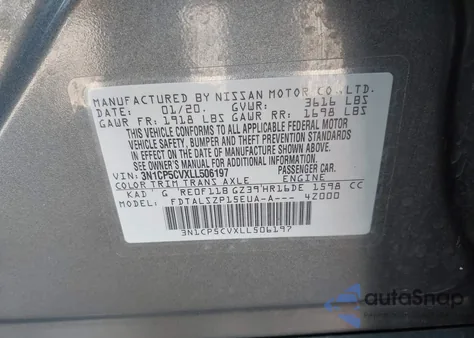 MANUFACTURED BY NISSAN MOTOR CO.,LTD.
DATE: 01/20. GVWR: 3616 LBS
GAWR FR: 1918 LBS GAWR RR: 1698 LBS
THIS VEHICLE CONFORMS TO ALL APPLICABLE FEDERAL MOTOR
VEHICLE SAFETY, BUMPER AND THEFT PREVENTION STANDARDS
IN EFFECT ON THE DATE OF MANUFACTURE SHOWN ABOVE.
SEE OWNER'S MANUAL FOR MORE INFORMATION.
VIN: 3N1CP5CVXLL506197 PASSENGER CAR.
COLOR TRIM TRANS AXLE ENGINE
KAD G RE0F11B GZ39 HR16DE 1598 CC
MODEL: FDTALSZP15EUA-A--- 42000
3N1CP5CVXLL506197
autoSnap